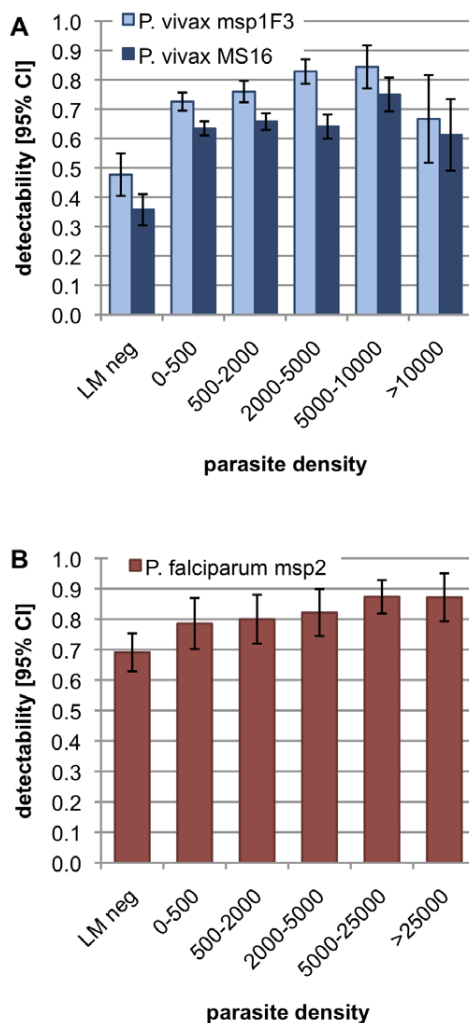 A
P. vivax msp1F3
P. vivax MS16
detectability [95% CI]
1.0
0.9
0.8
0.7
0.6
0.5
0.4
0.3
0.2
0.1
0.0
LM neg
0-500
500-2000
2000-5000
5000-10000
>10000
parasite density
B
P. falciparum msp2
detectability [95% CI]
1.0
0.9
0.8
0.7
0.6
0.5
0.4
0.3
0.2
0.1
0.0
LM neg
0-500
500-2000
2000-5000
5000-25000
>25000
parasite density